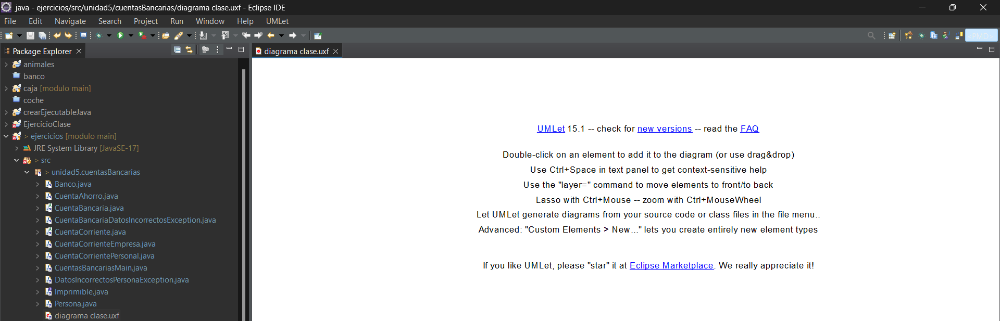 java - ejercicios/src/unidad5/cuentasBancarias/diagrama clase.uxf - Eclipse IDE
File Edit Navigate Search Project Run Window Help UMLet
Package Explorer
diagrama clase.uxf
animales
banco
caja [modulo main]
coche
crearEjecutableJava
EjercicioClase
> ejercicios [modulo main]
JRE System Library [JavaSE-17]
> src
> unidad5.cuentasBancarias
Banco.java
CuentaAhorro.java
CuentaBancaria.java
CuentaBancariaDatosIncorrectosException.java
CuentaCorriente.java
CuentaCorrienteEmpresa.java
CuentaCorrientePersonal.java
CuentasBancariasMain.java
DatosIncorrectosPersonaException.java
Imprimible.java
Persona.java
diagrama clase.uxf
UMLet 15.1 -- check for new versions -- read the FAQ
Double-click on an element to add it to the diagram (or use drag&drop)
Use Ctrl+Space in text panel to get context-sensitive help
Use the "layer=" command to move elements to front/to back
Lasso with Ctrl+Mouse -- zoom with Ctrl+MouseWheel
Let UMLet generate diagrams from your source code or class files in the file menu..
Advanced: "Custom Elements > New..." lets you create entirely new element types
If you like UMLet, please "star" it at Eclipse Marketplace. We really appreciate it!